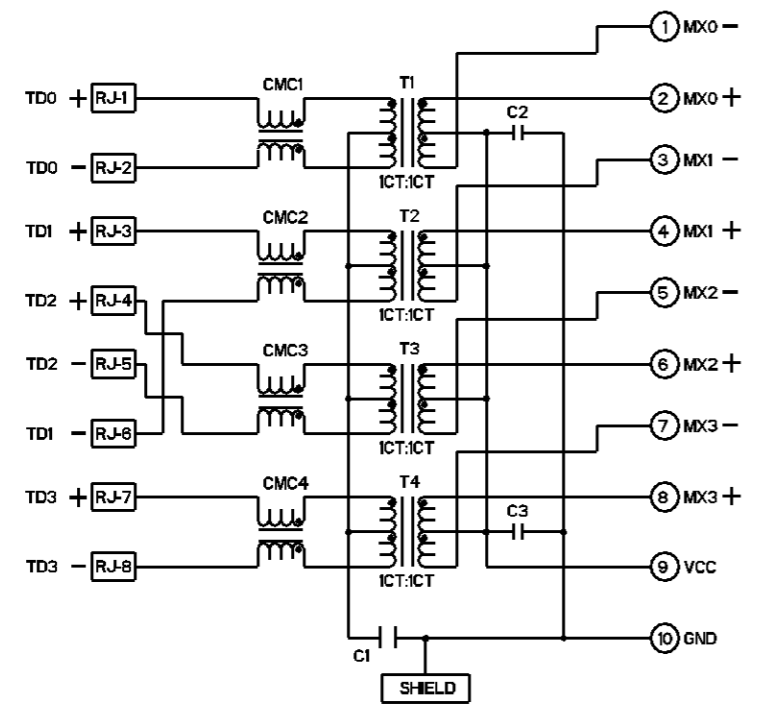 1 MX0 −
CMC1 T1
TD0 + RJ-1 2 MX0 +
C2
TD0 − RJ-2 3 MX1 −
1CT:1CT
CMC2 T2
TD1 + RJ-3 4 MX1 +
TD2 + RJ-4 5 MX2 −
1CT:1CT
CMC3 T3
TD2 − RJ-5 6 MX2 +
TD1 − RJ-6 7 MX3 −
1CT:1CT
CMC4 T4
TD3 + RJ-7 8 MX3 +
C3
TD3 − RJ-8 9 VCC
1CT:1CT
10 GND
C1
SHIELD